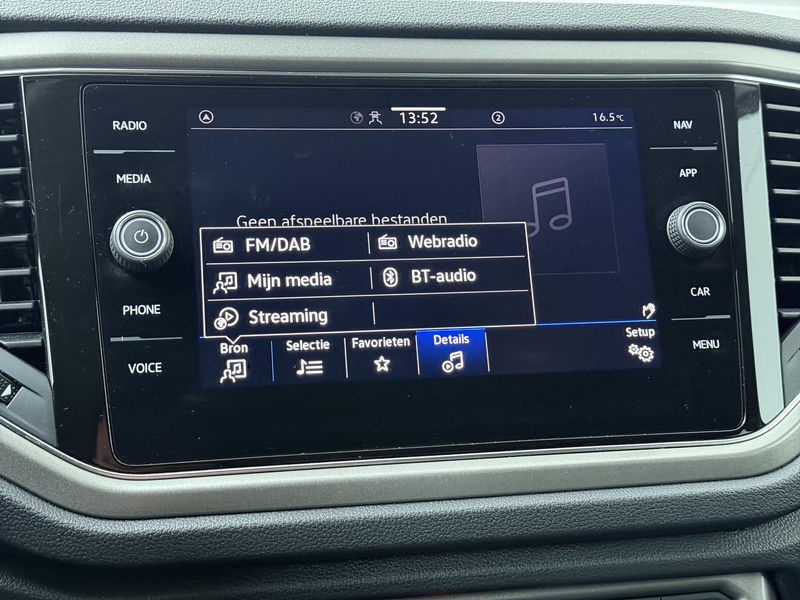 RADIO
MEDIA
PHONE
VOICE
13:52
2
16.5°C
Geen afspeelbare bestanden
FM/DAB
Webradio
Mijn media
BT-audio
Streaming
Bron
Selectie
Favorieten
Details
Setup
NAV
APP
CAR
MENU